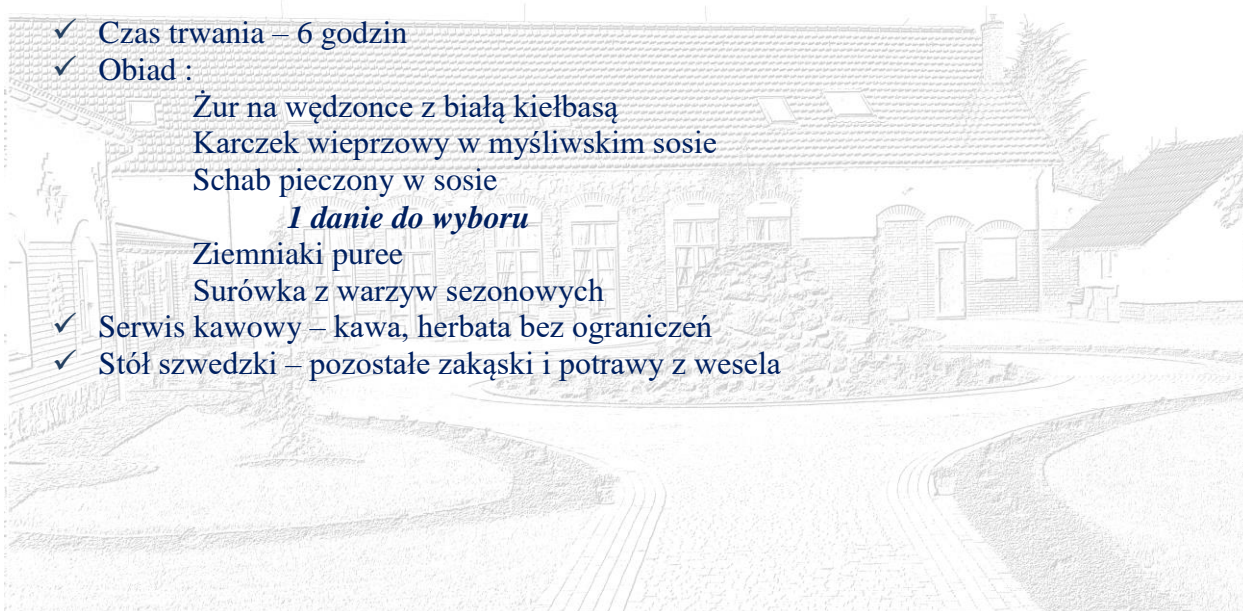 ✓ Czas trwania – 6 godzin
✓ Obiad :
Żur na wędzonce z białą kiełbasą
Karczek wieprzowy w myśliwskim sosie
Schab pieczony w sosie
1 danie do wyboru
Ziemniaki puree
Surówka z warzyw sezonowych
✓ Serwis kawowy – kawa, herbata bez ograniczeń
✓ Stół szwedzki – pozostałe zakąski i potrawy z wesela